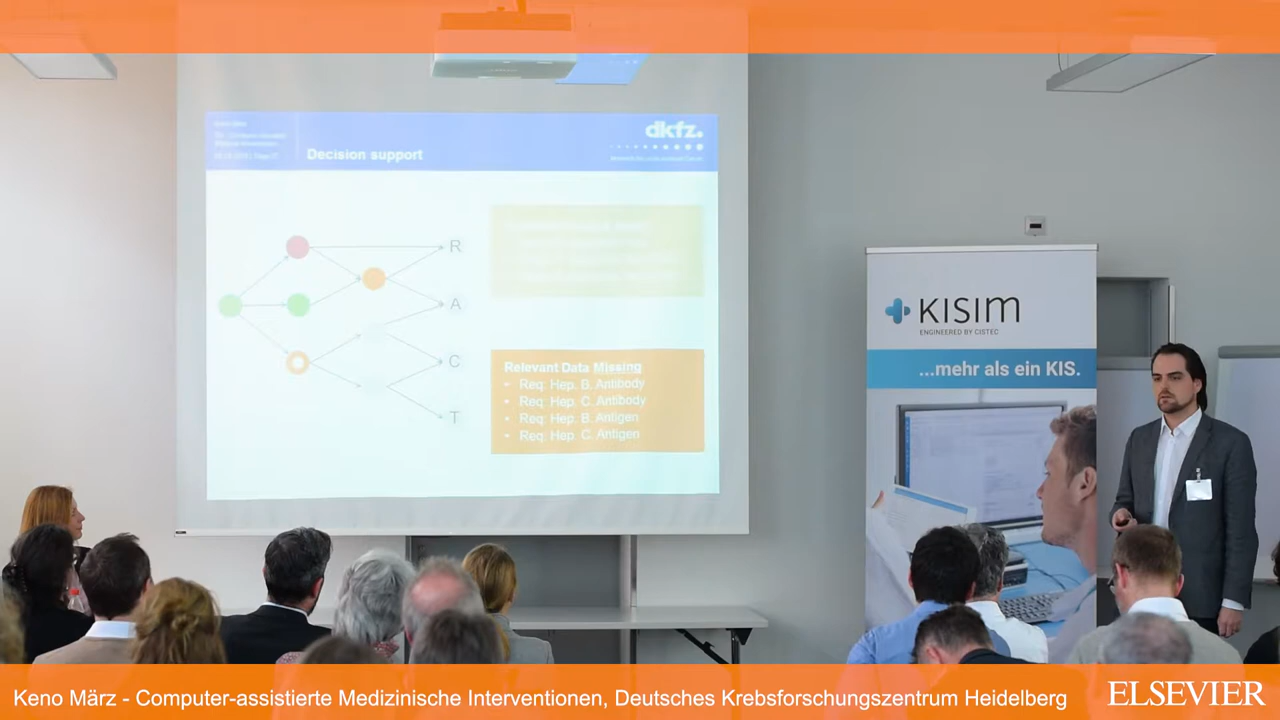 dkfz.
Decision support
R
A
C
T
Relevant Data Missing
• Req: Hep. B. Antibody
• Req: Hep. C. Antibody
• Req: Hep. B. Antigen
• Req: Hep. C. Antigen
KISIM
ENGINEERED BY CISTEC
...mehr als ein KIS.
Keno März - Computer-assistierte Medizinische Interventionen, Deutsches Krebsforschungszentrum Heidelberg
ELSEVIER